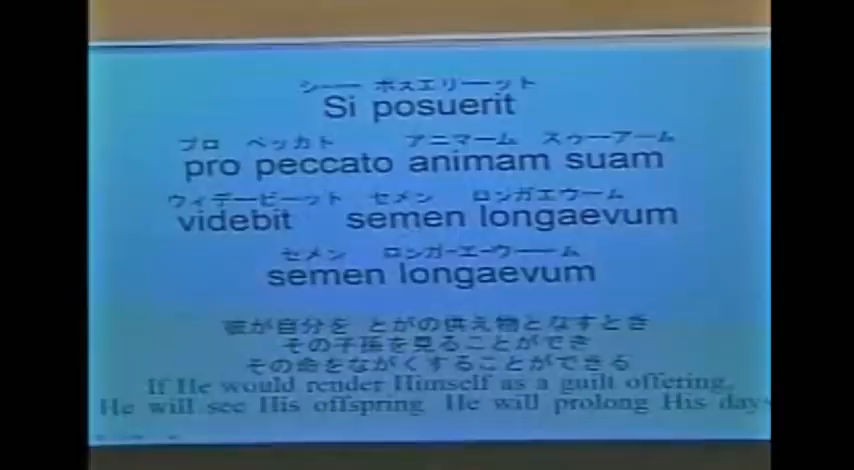 シーー ポスエリーーット
Si posuerit
プロ ペッカト アニマーム スゥーアーム
pro peccato animam suam
ウィデービーット セメン ロンガエウーム
videbit semen longaevum
セメン ロンガーエーウーーム
semen longaevum
彼が自分を とがの供え物となすとき
その子孫を見ることができ
その命をながくすることができる
If He would render Himself as a guilt offering,
He will see His offspring He will prolong His days